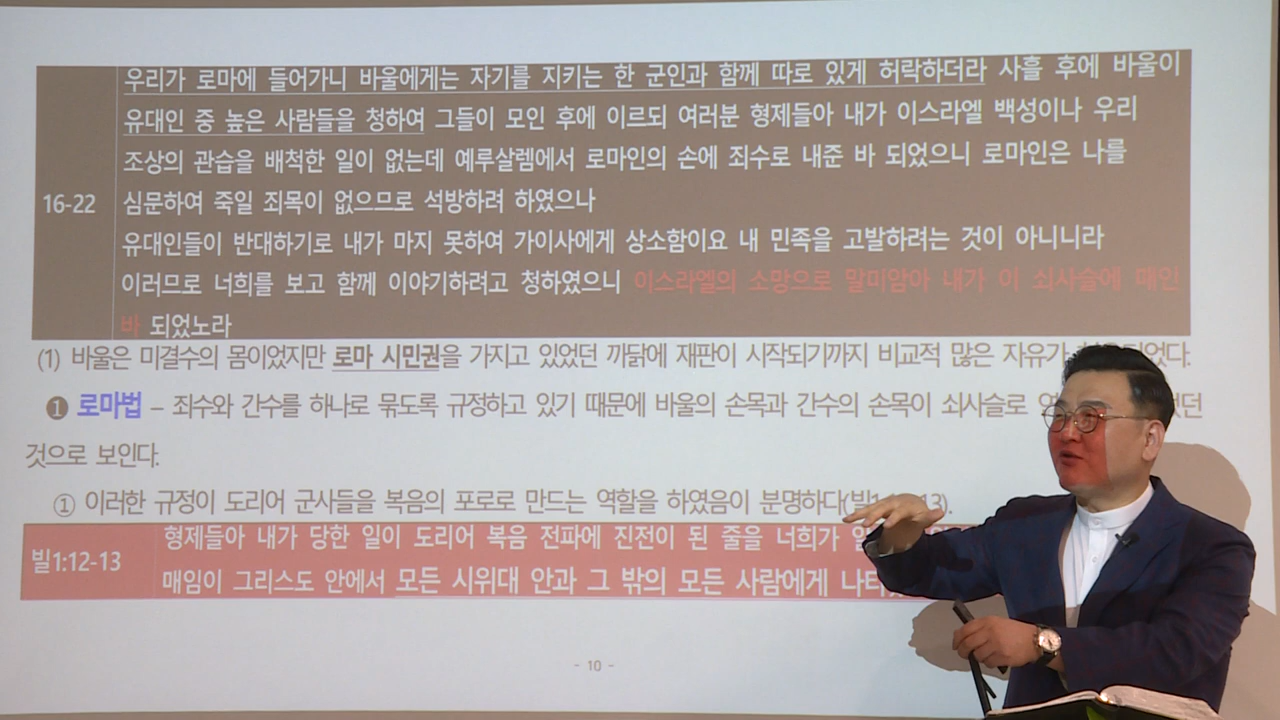 우리가 로마에 들어가니 바울에게는 자기를 지키는 한 군인과 함께 따로 있게 허락하더라 사흘 후에 바울이
유대인 중 높은 사람들을 청하여 그들이 모인 후에 이르되 여러분 형제들아 내가 이스라엘 백성이나 우리
조상의 관습을 배척한 일이 없는데 예루살렘에서 로마인의 손에 죄수로 내준 바 되었으니 로마인은 나를
16-22 심문하여 죽일 죄목이 없으므로 석방하려 하였으나
유대인들이 반대하기로 내가 마지 못하여 가이사에게 상소함이요 내 민족을 고발하려는 것이 아니니라
이러므로 너희를 보고 함께 이야기하려고 청하였으니 이스라엘의 소망으로 말미암아 내가 이 쇠사슬에 매인
바 되었노라
(1) 바울은 미결수의 몸이었지만 로마 시민권을 가지고 있었던 까닭에 재판이 시작되기까지 비교적 많은 자유가
❶ 로마법 – 죄수와 간수를 하나로 묶도록 규정하고 있기 때문에 바울의 손목과 간수의 손목이 쇠사슬로
것으로 보인다.
① 이러한 규정이 도리어 군사들을 복음의 포로로 만드는 역할을 하였음이 분명하다
형제들아 내가 당한 일이 도리어 복음 전파에 진전이 된 줄을 너희가
빌1:12-13
매임이 그리스도 안에서 모든 시위대 안과 그 밖의 모든 사람에게
- 10 -